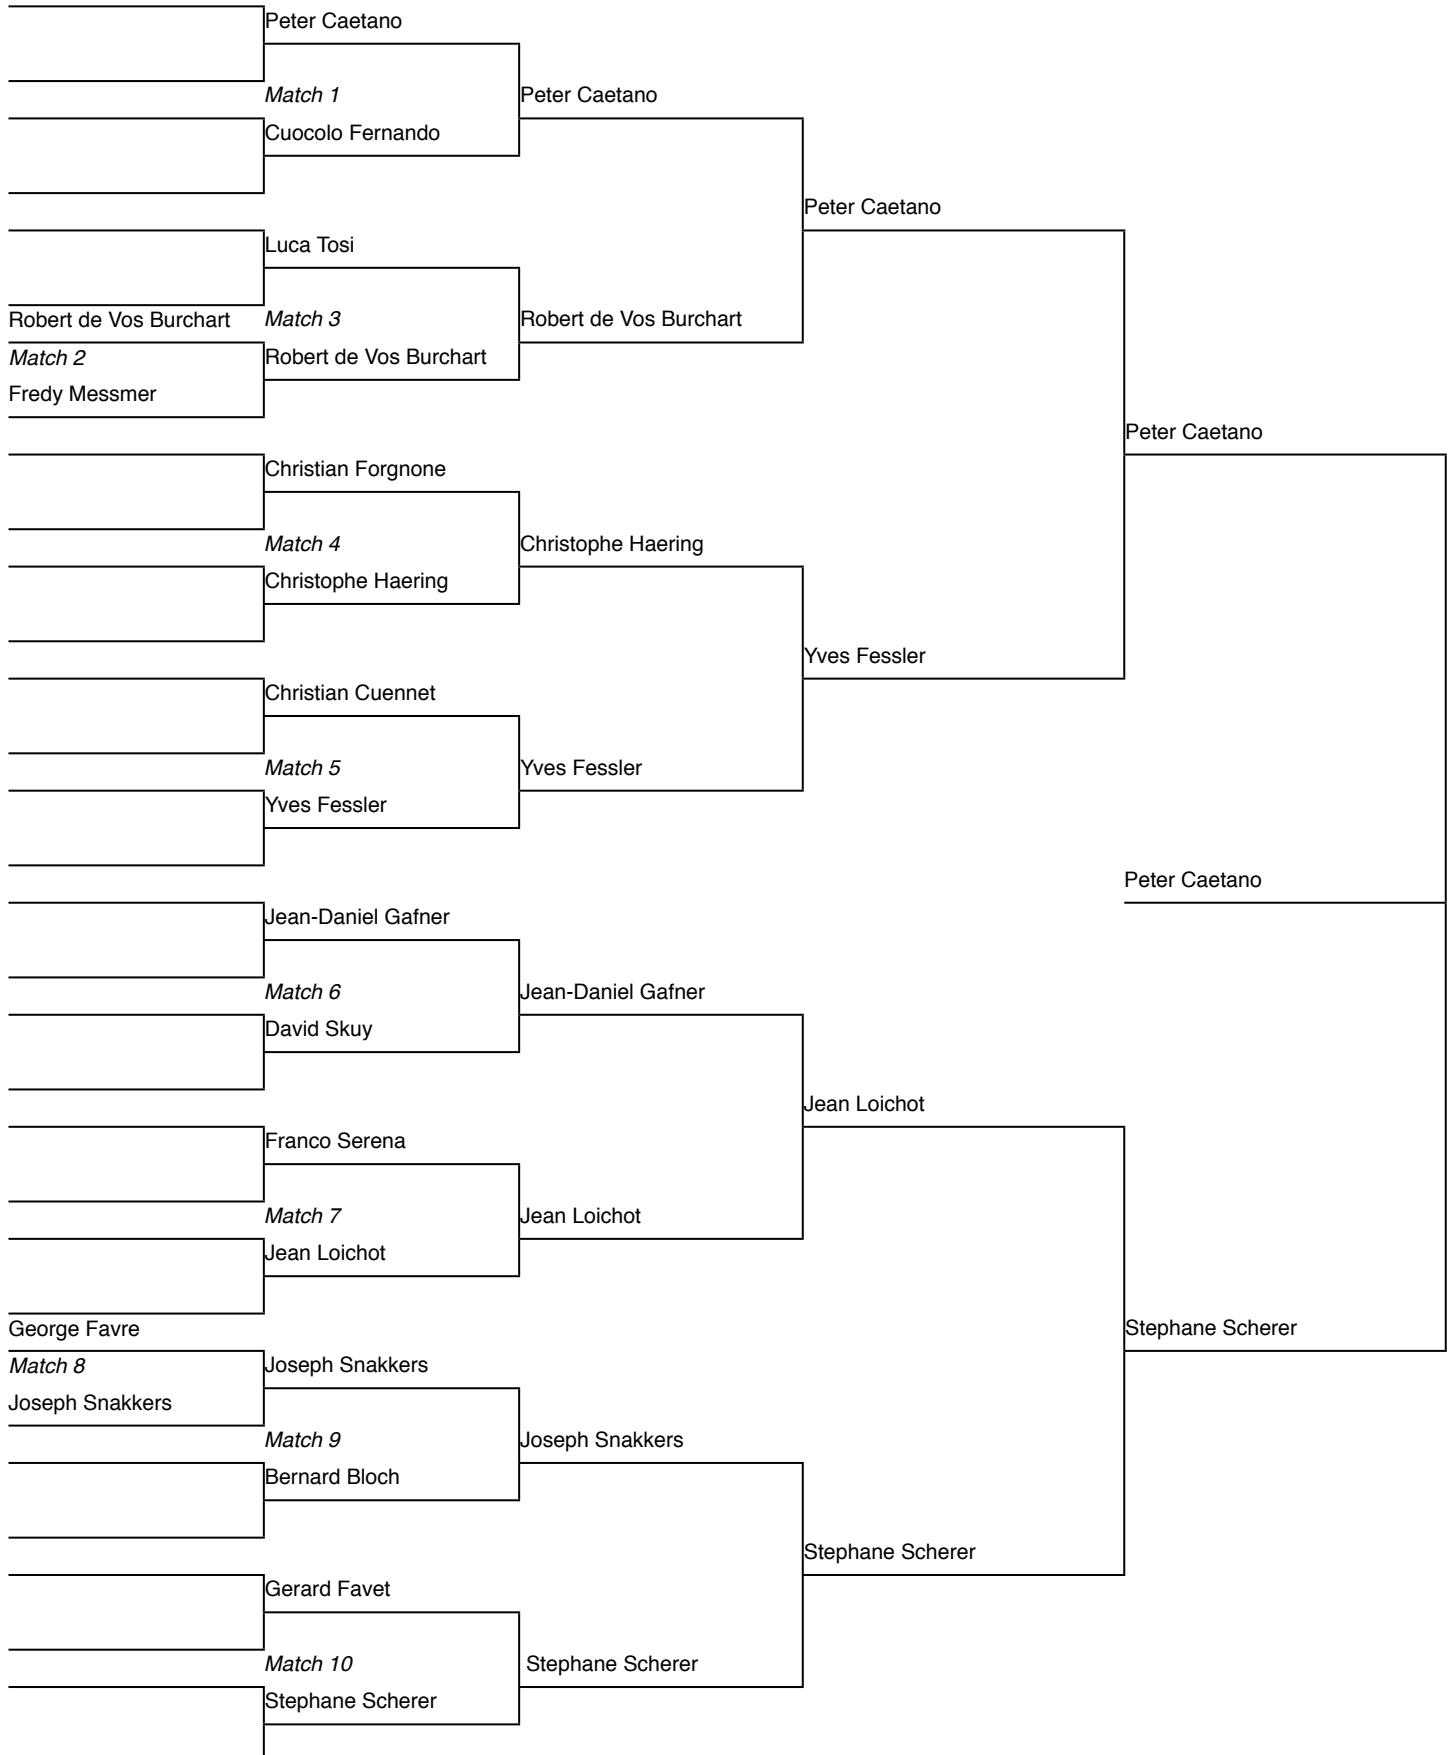 Peter Caetano
Match 1
Peter Caetano
Cuocolo Fernando
Peter Caetano
Luca Tosi
Robert de Vos Burchart
Match 3
Robert de Vos Burchart
Match 2
Robert de Vos Burchart
Fredy Messmer
Peter Caetano
Christian Forgnone
Match 4
Christophe Haering
Christophe Haering
Yves Fessler
Christian Cuennet
Match 5
Yves Fessler
Yves Fessler
Peter Caetano
Jean-Daniel Gafner
Match 6
Jean-Daniel Gafner
David Skuy
Jean Loichot
Franco Serena
Match 7
Jean Loichot
Jean Loichot
George Favre
Stephane Scherer
Match 8
Joseph Snakkers
Joseph Snakkers
Match 9
Joseph Snakkers
Bernard Bloch
Stephane Scherer
Gerard Favet
Match 10
Stephane Scherer
Stephane Scherer